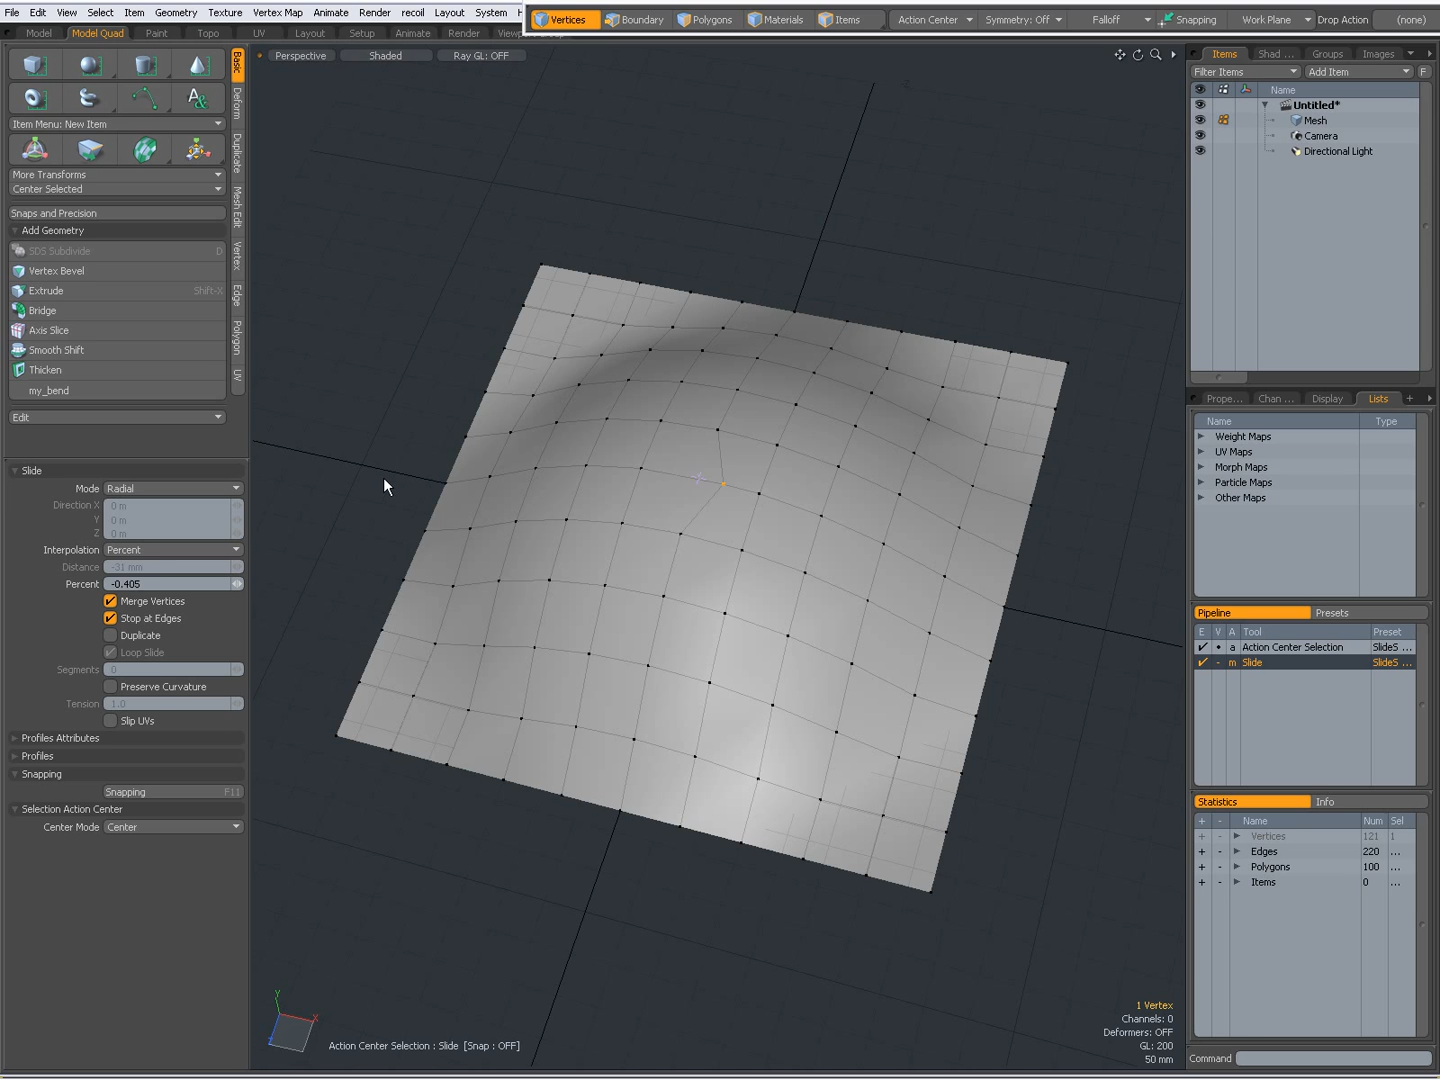 File Edit View Select Item Geometry Texture Vertex Map Animate Render recoil Layout System
Vertices Boundary Polygons Materials Items Action Center Symmetry: Off Falloff Snapping Work Plane Drop Action (none)
Model Model Quad Paint Topo UV Layout Setup Animate Render
Perspective Shaded Ray GL: OFF
Basic
Deform
Duplicate
Mesh Edit
Vertex
Edge
Polygon
UV
Item Menu: New Item
More Transforms
Center Selected
Snaps and Precision
Add Geometry
SDS Subdivide D
Vertex Bevel
Extrude Shift-X
Bridge
Axis Slice
Smooth Shift
Thicken
my_bend
Edit
Slide
Mode Radial
Direction X 0 m
Y 0 m
Z 0 m
Interpolation Percent
Distance -31 mm
Percent -0.405
Merge Vertices
Stop at Edges
Duplicate
Loop Slide
Segments 0
Preserve Curvature
Tension 1.0
Slip UVs
Profiles Attributes
Profiles
Snapping
Snapping F11
Selection Action Center
Center Mode Center
Y
X
Action Center Selection : Slide [Snap : OFF]
1 Vertex
Channels: 0
Deformers: OFF
GL: 200
50 mm
Items Shad ... Groups Images
Filter Items Add Item F
Name
Untitled*
Mesh
Camera
Directional Light
Prope... Chan ... Display Lists +
Name Type
Weight Maps
UV Maps
Morph Maps
Particle Maps
Other Maps
Pipeline Presets
E V A Tool Preset
a Action Center Selection SlideS ...
- m Slide SlideS ...
Statistics Info
+ - Name Num Sel
+ - Vertices 121 1
+ - Edges 220 ...
+ - Polygons 100 ...
+ - Items 0 ...
Command